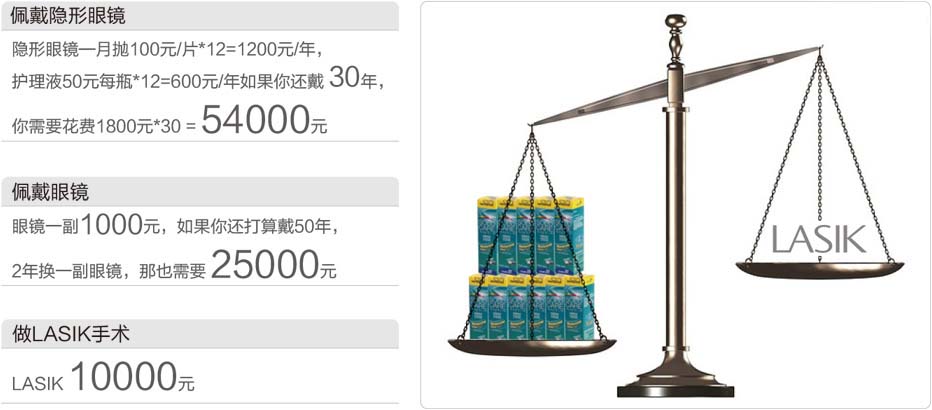 佩戴隐形眼镜
隐形眼镜一月抛100元/片*12=1200元/年，
护理液50元每瓶*12=600元/年如果你还戴 30年，
你需要花费1800元*30 = 54000元
佩戴眼镜
眼镜一副1000元，如果你还打算戴50年，
2年换一副眼镜，那也需要 25000元
做LASIK手术
LASIK 10000元
LASIK